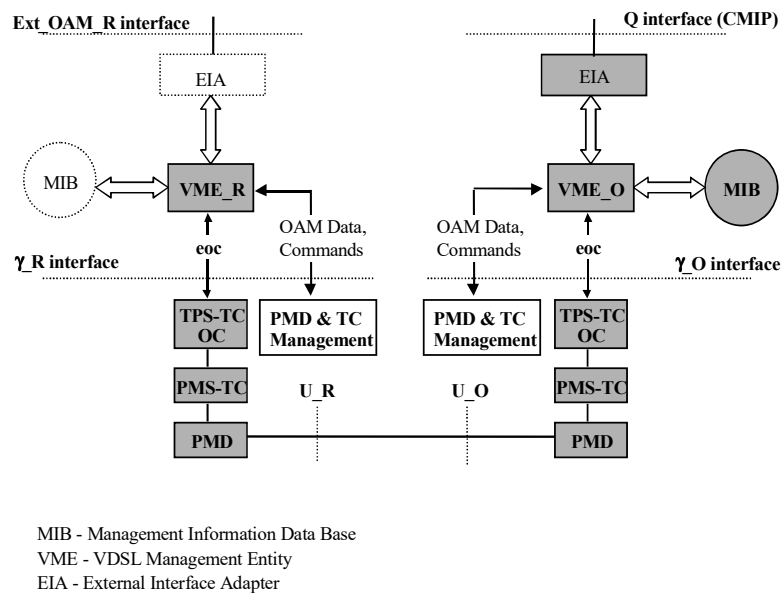 Ext_OAM_R interface
Q interface (CMIP)
EIA
EIA
MIB
VME_R
VME_O
MIB
OAM Data,
Commands
OAM Data,
Commands
eoc
eoc
γ_R interface
γ_O interface
TPS-TC
OC
PMD & TC
Management
PMD & TC
Management
TPS-TC
OC
PMS-TC
U_R
U_O
PMS-TC
PMD
PMD
MIB - Management Information Data Base
VME - VDSL Management Entity
EIA - External Interface Adapter